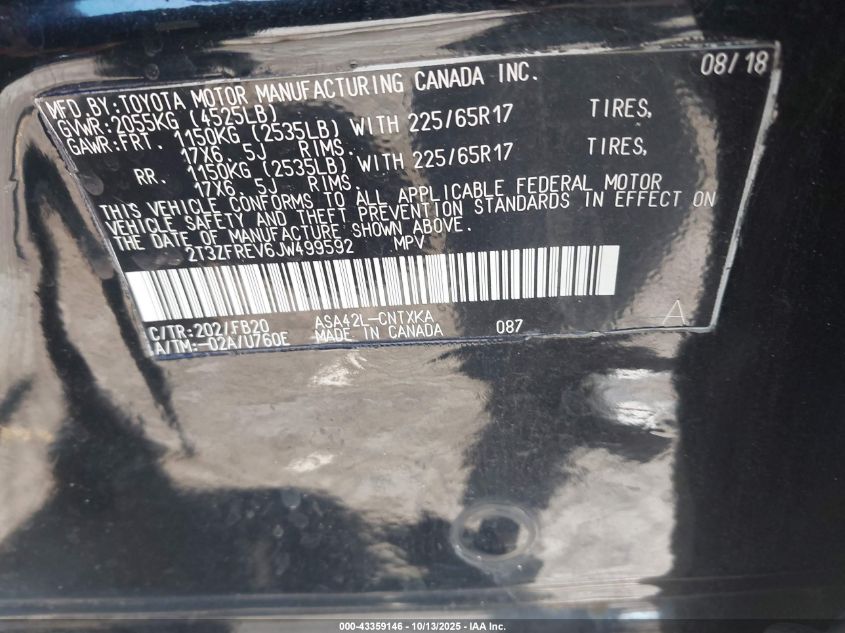 08/18
MFD BY:TOYOTA MOTOR MANUFACTURING CANADA INC.
GVWR:2055KG (4525LB)
GAWR:FRT. 1150KG (2535LB) WITH 225/65R17 TIRES,
17X6.5J RIMS.
RR. 1150KG (2535LB) WITH 225/65R17 TIRES,
17X6.5J RIMS.
THIS VEHICLE CONFORMS TO ALL APPLICABLE FEDERAL MOTOR
VEHICLE SAFETY AND THEFT PREVENTION STANDARDS IN EFFECT ON
THE DATE OF MANUFACTURE SHOWN ABOVE.
2T3ZFREV6JW499592 MPV
C/TR:202/FB20 ASA42L-CNTXKA 087 A
A/TM:-02A/U760E MADE IN CANADA
000-43359146 - 10/13/2025 - IAA Inc.